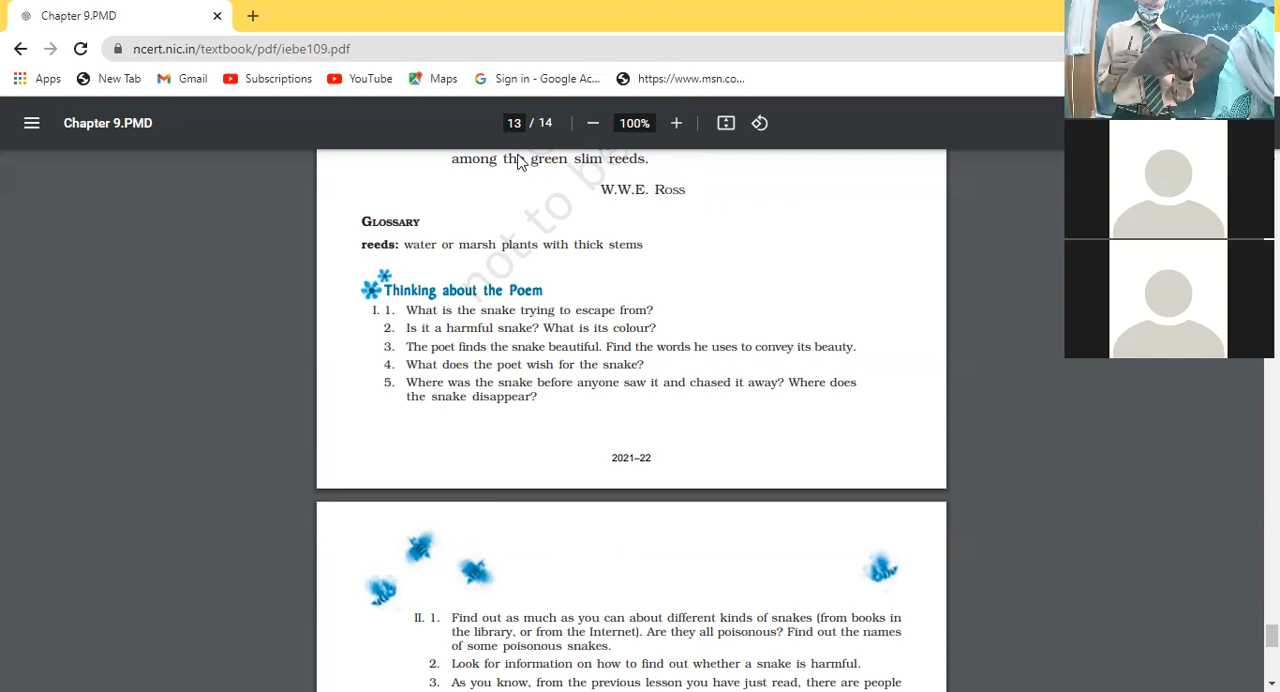 Chapter 9.PMD
ncert.nic.in/textbook/pdf/iebe109.pdf
Apps New Tab Gmail Subscriptions YouTube Maps Sign in - Google Ac... https://www.msn.co...
Chapter 9.PMD 13 / 14 100%
among the green slim reeds.
W.W.E. ROSS
GLOSSARY
reeds: water or marsh plants with thick stems
not to be
Thinking about the Poem
I. 1. What is the snake trying to escape from?
2. Is it a harmful snake? What is its colour?
3. The poet finds the snake beautiful. Find the words he uses to convey its beauty.
4. What does the poet wish for the snake?
5. Where was the snake before anyone saw it and chased it away? Where does
the snake disappear?
2021–22
II. 1. Find out as much as you can about different kinds of snakes (from books in
the library, or from the Internet). Are they all poisonous? Find out the names
of some poisonous snakes.
2. Look for information on how to find out whether a snake is harmful.
3. As you know, from the previous lesson you have just read, there are people